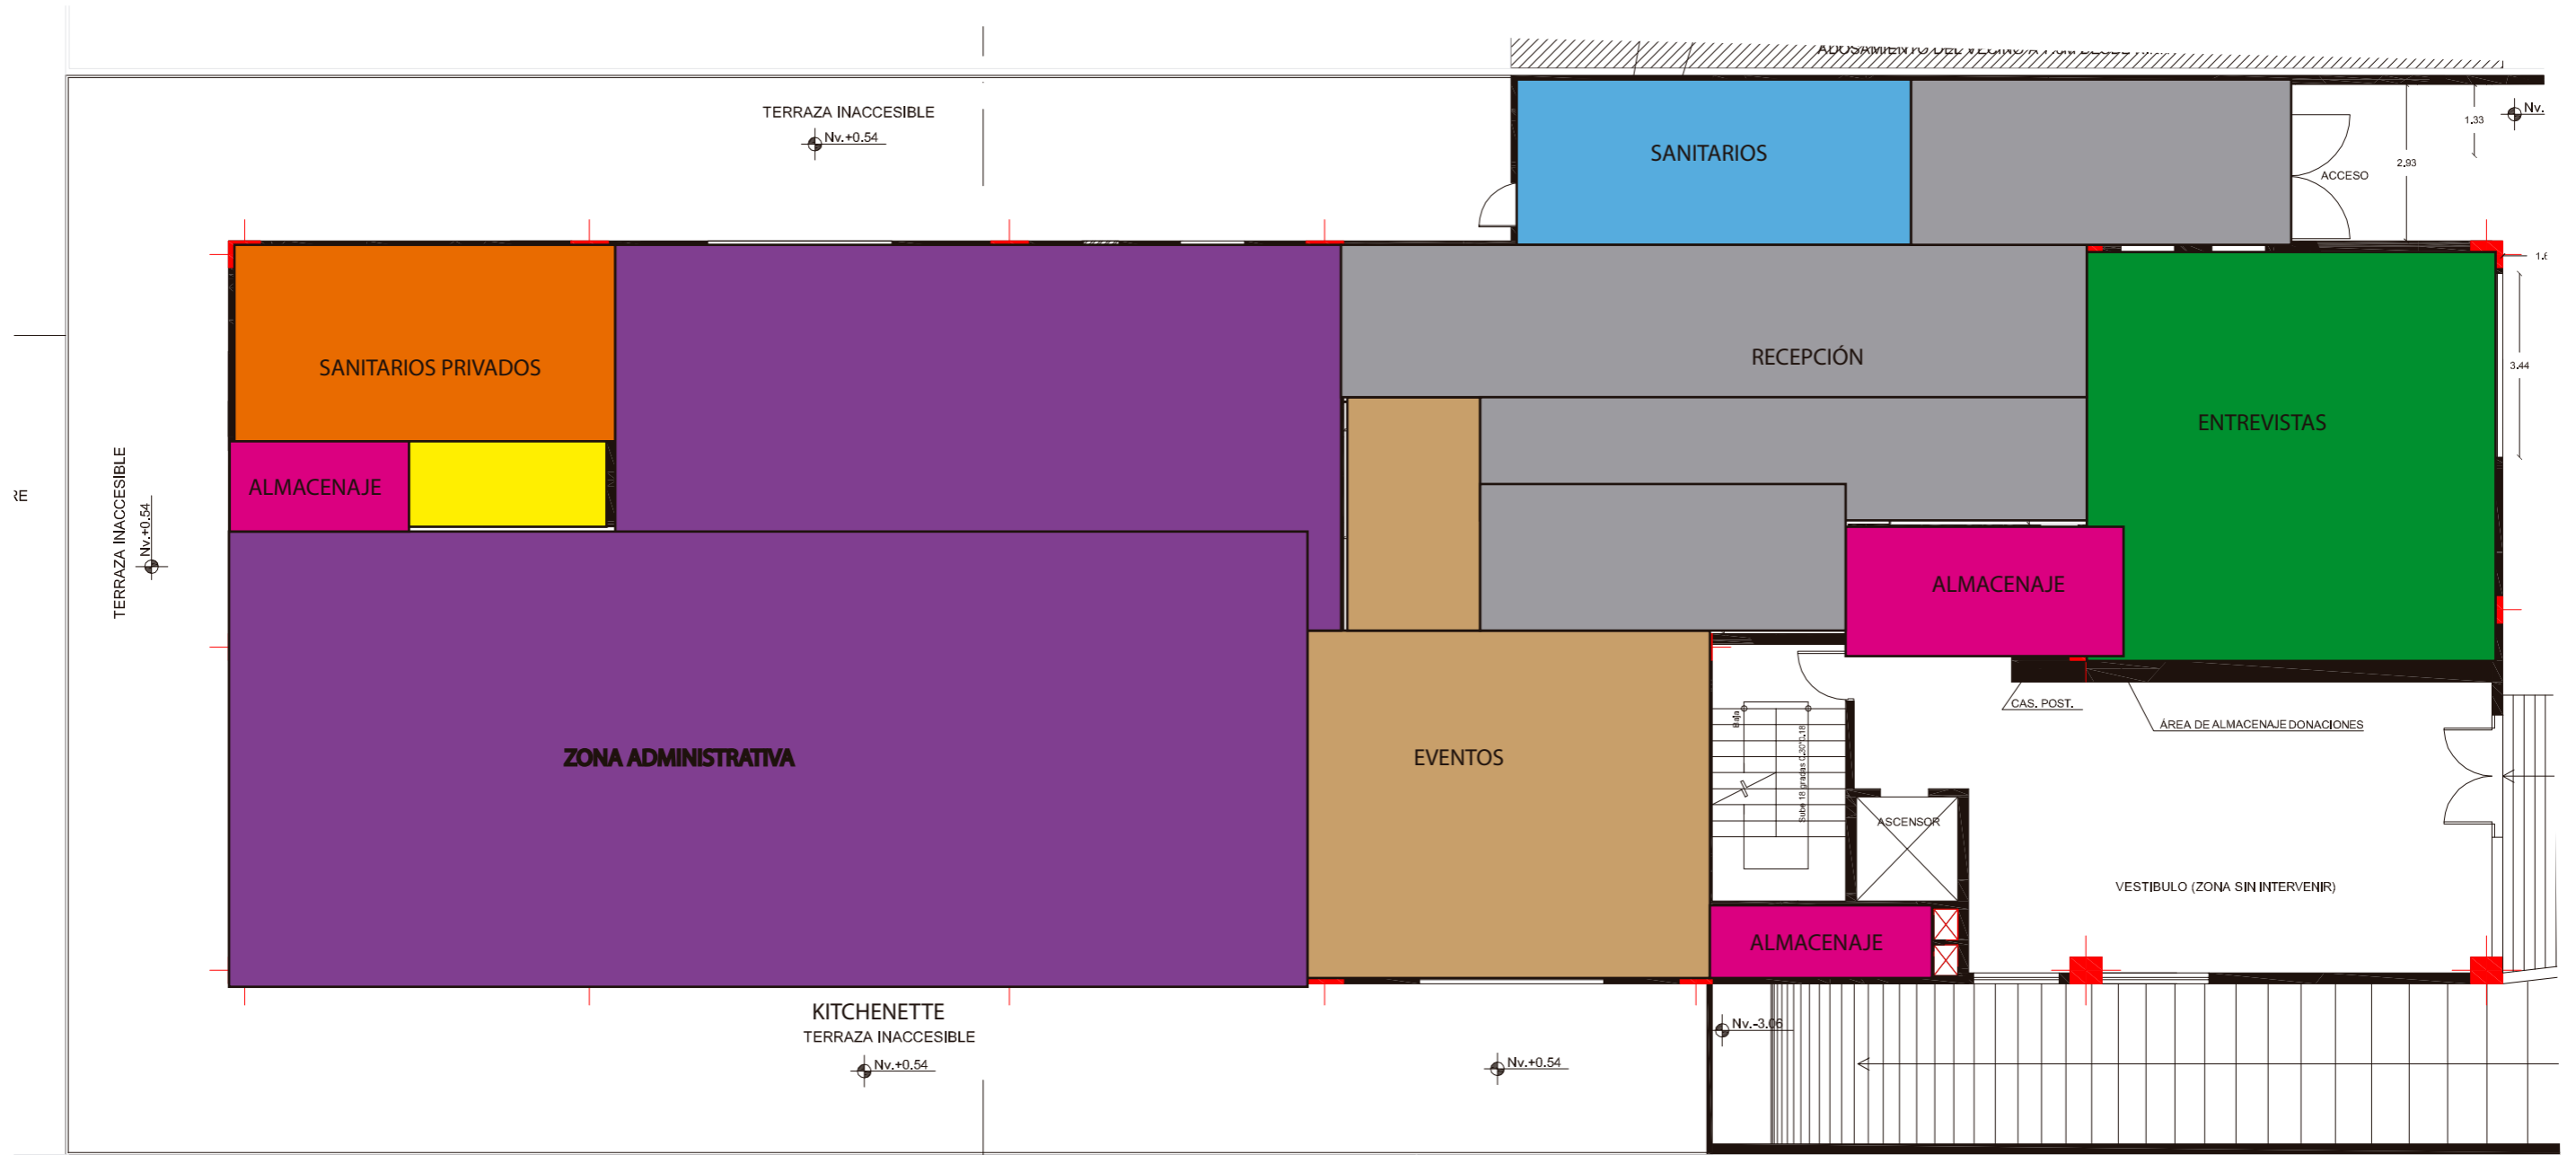 TERRAZA INACCESIBLE
Nv.+0.54
SANITARIOS
ACCESO
2.93
1.33
Nv.
SANITARIOS PRIVADOS
RECEPCIÓN
ENTREVISTAS
3.44
ALMACENAJE
TERRAZA INACCESIBLE
Nv.+0.54
RE
ALMACENAJE
CAS. POST.
ÁREA DE ALMACENAJE DONACIONES
Baja
ZONA ADMINISTRATIVA
EVENTOS
ASCENSOR
VESTIBULO (ZONA SIN INTERVENIR)
ALMACENAJE
KITCHENETTE
TERRAZA INACCESIBLE
Nv.+0.54
Nv.+0.54
Nv.-3.06